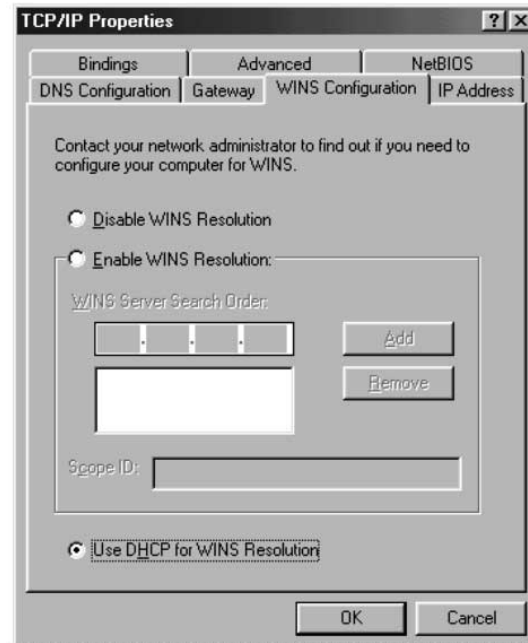 TCP/IP Properties
? X
Bindings Advanced NetBIOS
DNS Configuration Gateway WINS Configuration IP Address
Contact your network administrator to find out if you need to
configure your computer for WINS.
Disable WINS Resolution
Enable WINS Resolution:
WINS Server Search Order:
. . .
Add
Remove
Scope ID:
Use DHCP for WINS Resolution
OK Cancel